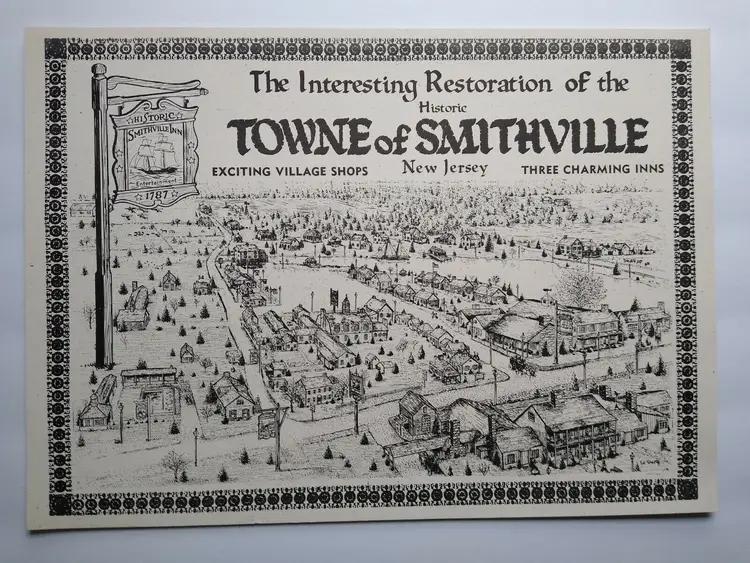 The Interesting Restoration of the
Historic
TOWNE of SMITHVILLE
EXCITING VILLAGE SHOPS
New Jersey
THREE CHARMING INNS
HISTORIC
SMITHVILLE INN
Entertainment
1787